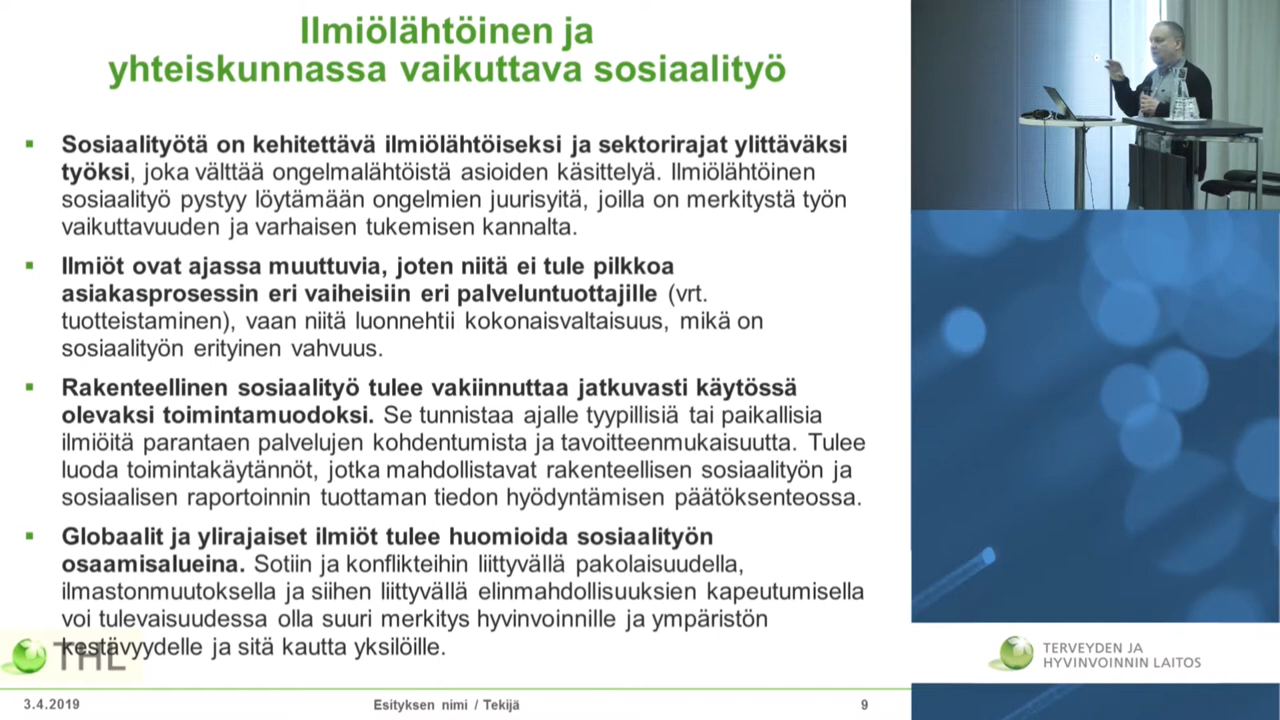 Ilmiölähtöinen ja
yhteiskunnassa vaikuttava sosiaalityö
▪ Sosiaalityötä on kehitettävä ilmiölähtöiseksi ja sektorirajat ylittäväksi
työksi, joka välttää ongelmalähtöistä asioiden käsittelyä. Ilmiölähtöinen
sosiaalityö pystyy löytämään ongelmien juurisyitä, joilla on merkitystä työn
vaikuttavuuden ja varhaisen tukemisen kannalta.
▪ Ilmiöt ovat ajassa muuttuvia, joten niitä ei tule pilkkoa
asiakasprosessin eri vaiheisiin eri palveluntuottajille (vrt.
tuotteistaminen), vaan niitä luonnehtii kokonaisvaltaisuus, mikä on
sosiaalityön erityinen vahvuus.
▪ Rakenteellinen sosiaalityö tulee vakiinnuttaa jatkuvasti käytössä
olevaksi toimintamuodoksi. Se tunnistaa ajalle tyypillisiä tai paikallisia
ilmiöitä parantaen palvelujen kohdentumista ja tavoitteenmukaisuutta. Tulee
luoda toimintakäytännöt, jotka mahdollistavat rakenteellisen sosiaalityön ja
sosiaalisen raportoinnin tuottaman tiedon hyödyntämisen päätöksenteossa.
▪ Globaalit ja ylirajaiset ilmiöt tulee huomioida sosiaalityön
osaamisalueina. Sotiin ja konflikteihin liittyvällä pakolaisuudella,
ilmastonmuutoksella ja siihen liittyvällä elinmahdollisuuksien kapeutumisella
voi tulevaisuudessa olla suuri merkitys hyvinvoinnille ja ympäristön
kestävyydelle ja sitä kautta yksilöille.
THL
3.4.2019
Esityksen nimi / Tekijä
9
TERVEYDEN JA
HYVINVOINNIN LAITOS